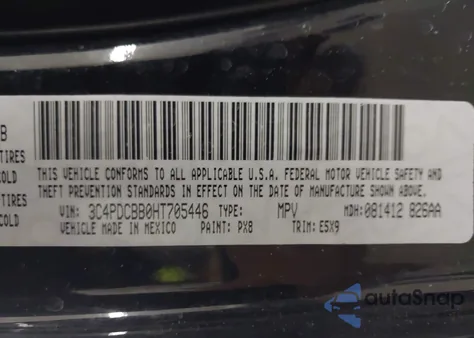 B
TIRES
COLD
TIRES
COLD
THIS VEHICLE CONFORMS TO ALL APPLICABLE U.S.A. FEDERAL MOTOR VEHICLE SAFETY AND
THEFT PREVENTION STANDARDS IN EFFECT ON THE DATE OF MANUFACTURE SHOWN ABOVE.
VIN: 3C4PDCBB0HT705446 TYPE: MPV MDH: 081412 826AA
VEHICLE MADE IN MEXICO PAINT: PX8 TRIM: E5X9
autoSnap